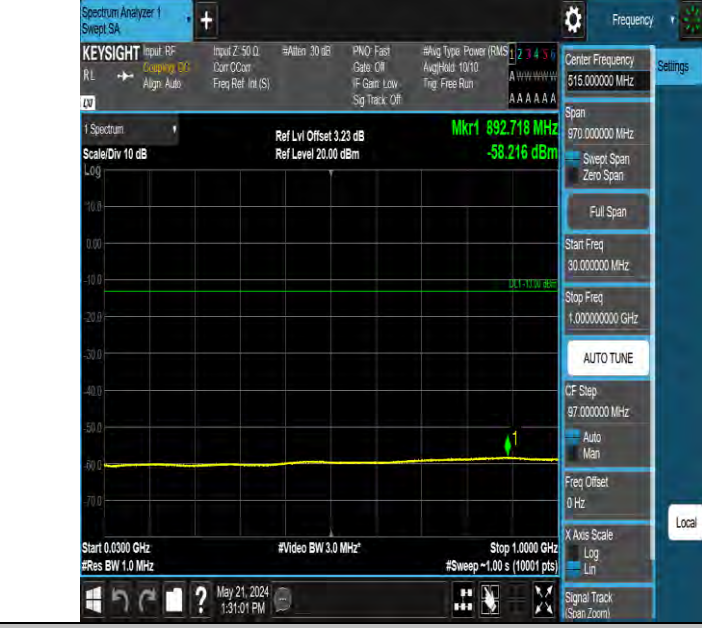 Spectrum Analyzer 1
Swept SA
+
Frequency
KEYSIGHT
Input: RF
Coupling: DC
Align: Auto
RL
LXI
Input Z: 50 Ω
Corr CCorr
Freq Ref: Int (S)
#Atten: 30 dB
PNO: Fast
Gate: Off
IF Gain: Low
Sig Track: Off
#Avg Type: Power (RMS
Avg|Hold: 10/10
Trig: Free Run
1 2 3 4 5 6
A W W W W W
A A A A A A
Center Frequency
515.000000 MHz
Settings
Span
970.000000 MHz
Swept Span
Zero Span
Full Span
Start Freq
30.000000 MHz
Stop Freq
1.000000000 GHz
AUTO TUNE
CF Step
97.000000 MHz
Auto
Man
Freq Offset
0 Hz
X Axis Scale
Log
Lin
Signal Track
(Span Zoom)
Local
1 Spectrum
Scale/Div 10 dB
Log
Ref Lvl Offset 3.23 dB
Ref Level 20.00 dBm
Mkr1 892.718 MHz
-58.216 dBm
10.0
0.00
-10.0
DL1 -13.00 dBm
-20.0
-30.0
-40.0
-50.0
1
-60.0
-70.0
Start 0.0300 GHz
#Res BW 1.0 MHz
#Video BW 3.0 MHz*
Stop 1.0000 GHz
#Sweep ~1.00 s (10001 pts)
?
May 21, 2024
1:31:01 PM